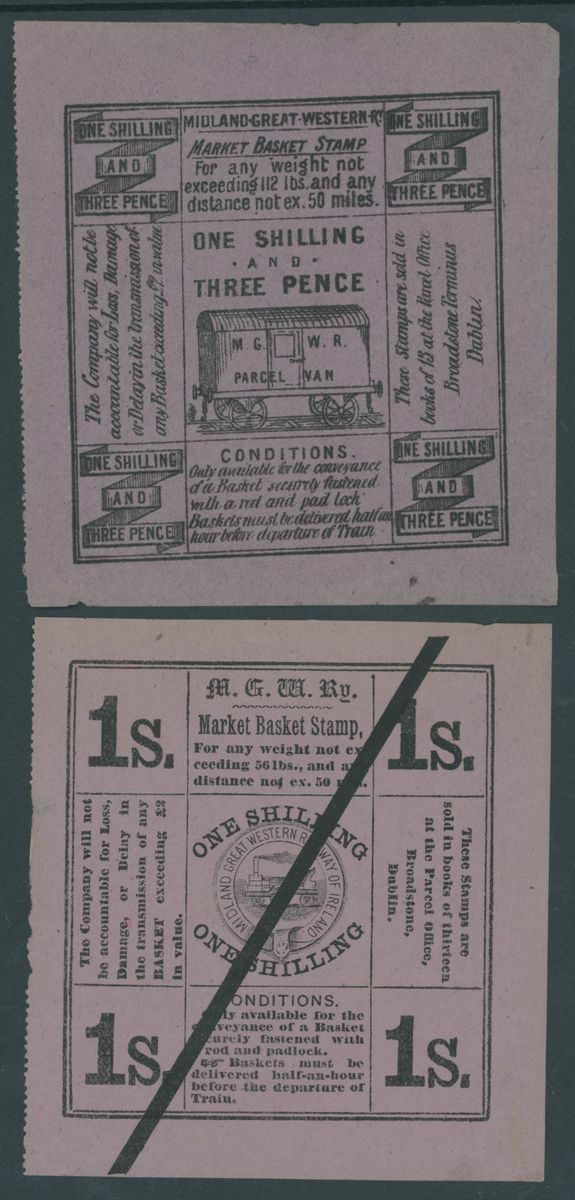 MIDLAND·GREAT·WESTERN·Ry
MARKET BASKET STAMP
For any weight not
exceeding 112 lbs. and any
distance not ex. 50 miles.
ONE SHILLING
AND
THREE PENCE
ONE SHILLING
AND
THREE PENCE
The Company will not be
accountable for Loss, Damage
or Delay in the transmission of
any Basket exceeding £2 in value
ONE SHILLING
· AND ·
THREE PENCE
M. G. W. R.
PARCEL VAN
These Stamps are sold in
books of 13 at the Parcel Office
Broadstone Terminus
Dublin.
ONE SHILLING
AND
THREE PENCE
ONE SHILLING
AND
THREE PENCE
CONDITIONS.
Only available for the conveyance
of a Basket securely fastened
with a rod and pad lock
Baskets must be delivered half an
hour before departure of Train
1s.
M. G. W. Ry.
Market Basket Stamp,
For any weight not ex
ceeding 56 lbs., and
distance not ex. 50
1s.
The Company will not
be accountable for Loss,
Damage, or Delay in
the transmission of any
BASKET exceeding £2
in value.
ONE SHILLING
MIDLAND GREAT WESTERN RAILWAY OF IRELAND
ONE SHILLING
These Stamps are
sold in books of thirteen
at the Parcel Office,
Broadstone,
Dublin.
1s.
CONDITIONS.
available for the
conveyance of a Basket
securely fastened with
rod and padlock.
☞ Baskets must be
delivered half-an-hour
before the departure of
Train.
1s.